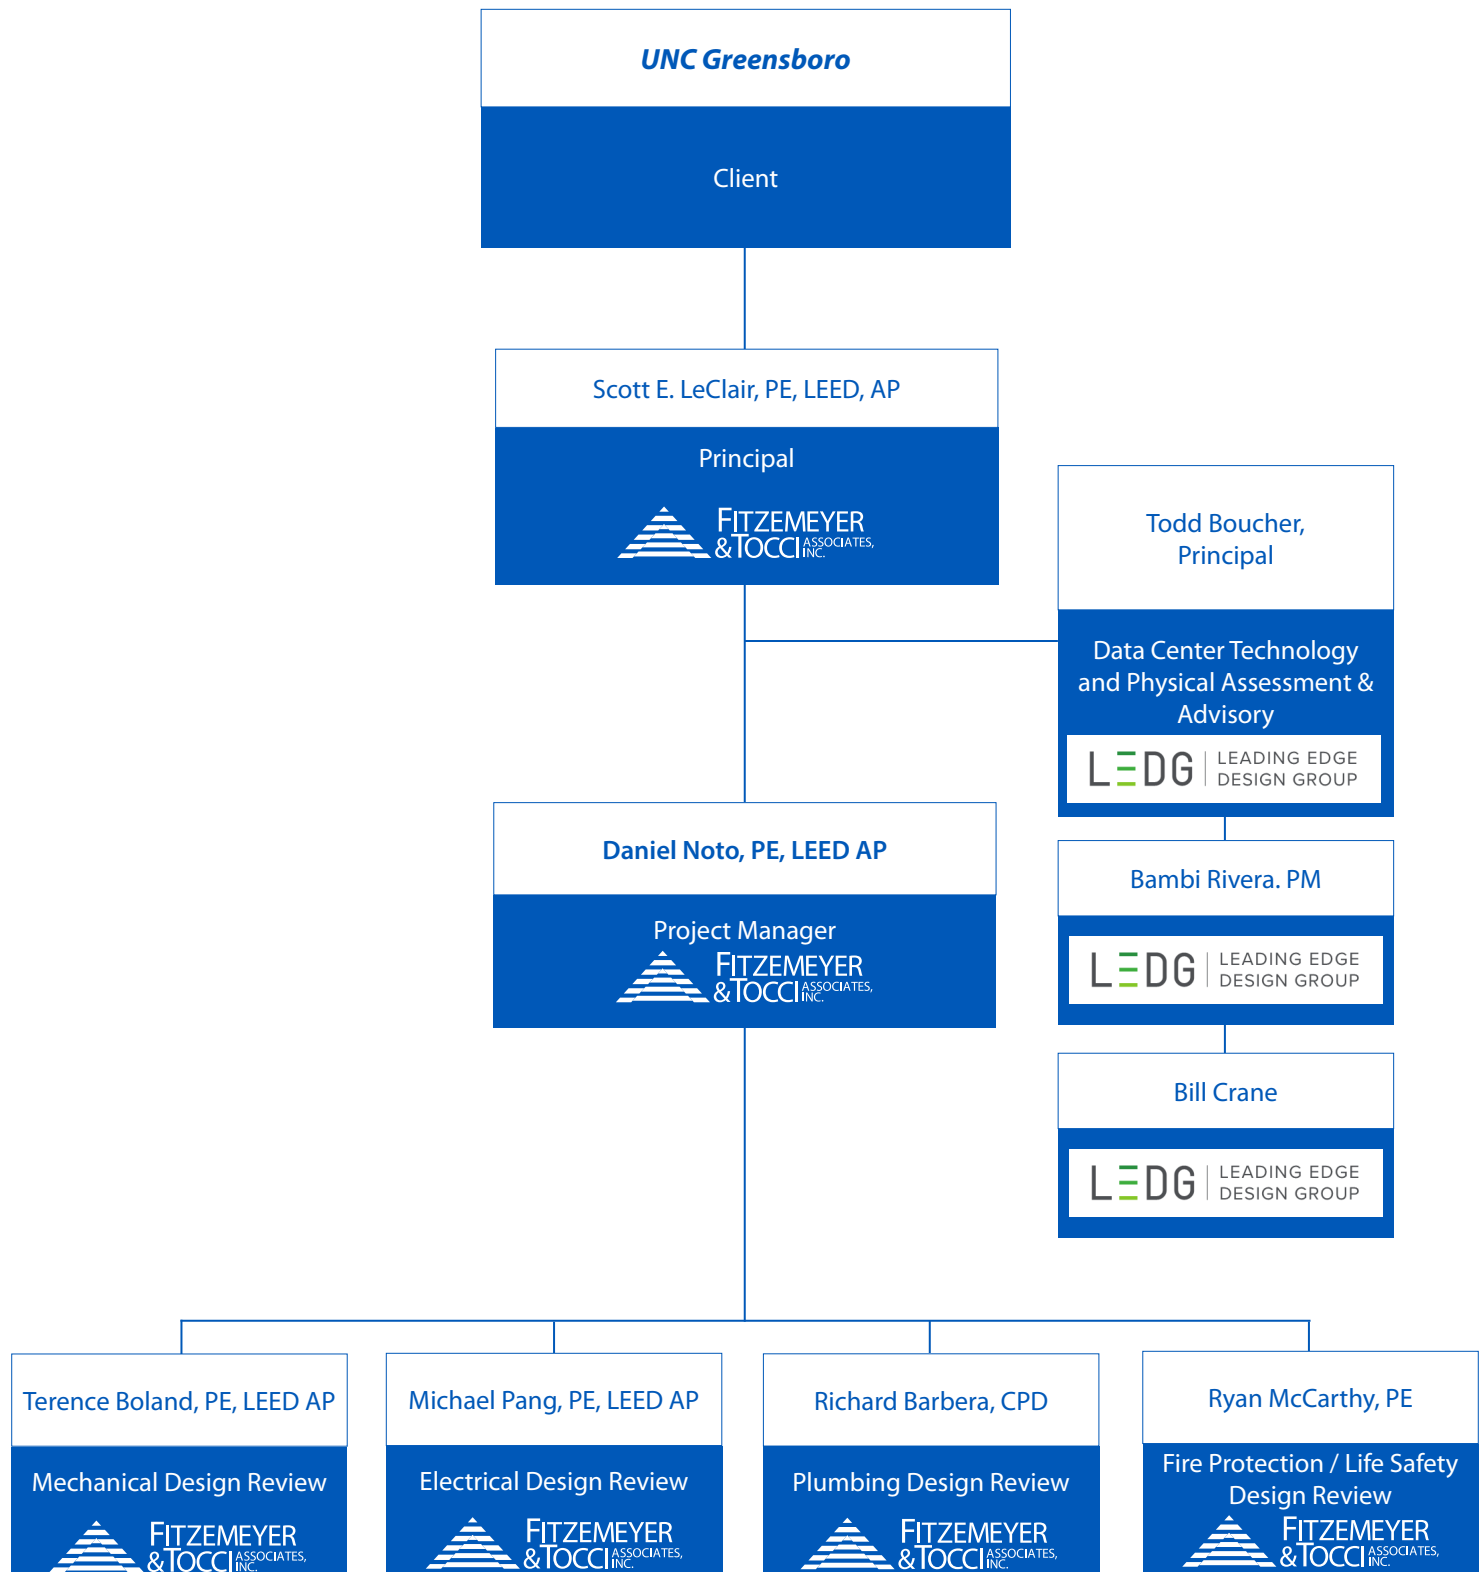 UNC Greensboro
Client
Scott E. LeClair, PE, LEED, AP
Principal
FITZEMEYER
&TOCCI ASSOCIATES, INC.
Todd Boucher,
Principal
Data Center Technology
and Physical Assessment &
Advisory
LEDG LEADING EDGE
DESIGN GROUP
Daniel Noto, PE, LEED AP
Project Manager
FITZEMEYER
&TOCCI ASSOCIATES, INC.
Bambi Rivera. PM
LEDG LEADING EDGE
DESIGN GROUP
Bill Crane
LEDG LEADING EDGE
DESIGN GROUP
Terence Boland, PE, LEED AP
Mechanical Design Review
FITZEMEYER
&TOCCI ASSOCIATES, INC.
Michael Pang, PE, LEED AP
Electrical Design Review
FITZEMEYER
&TOCCI ASSOCIATES, INC.
Richard Barbera, CPD
Plumbing Design Review
FITZEMEYER
&TOCCI ASSOCIATES, INC.
Ryan McCarthy, PE
Fire Protection / Life Safety
Design Review
FITZEMEYER
&TOCCI ASSOCIATES, INC.